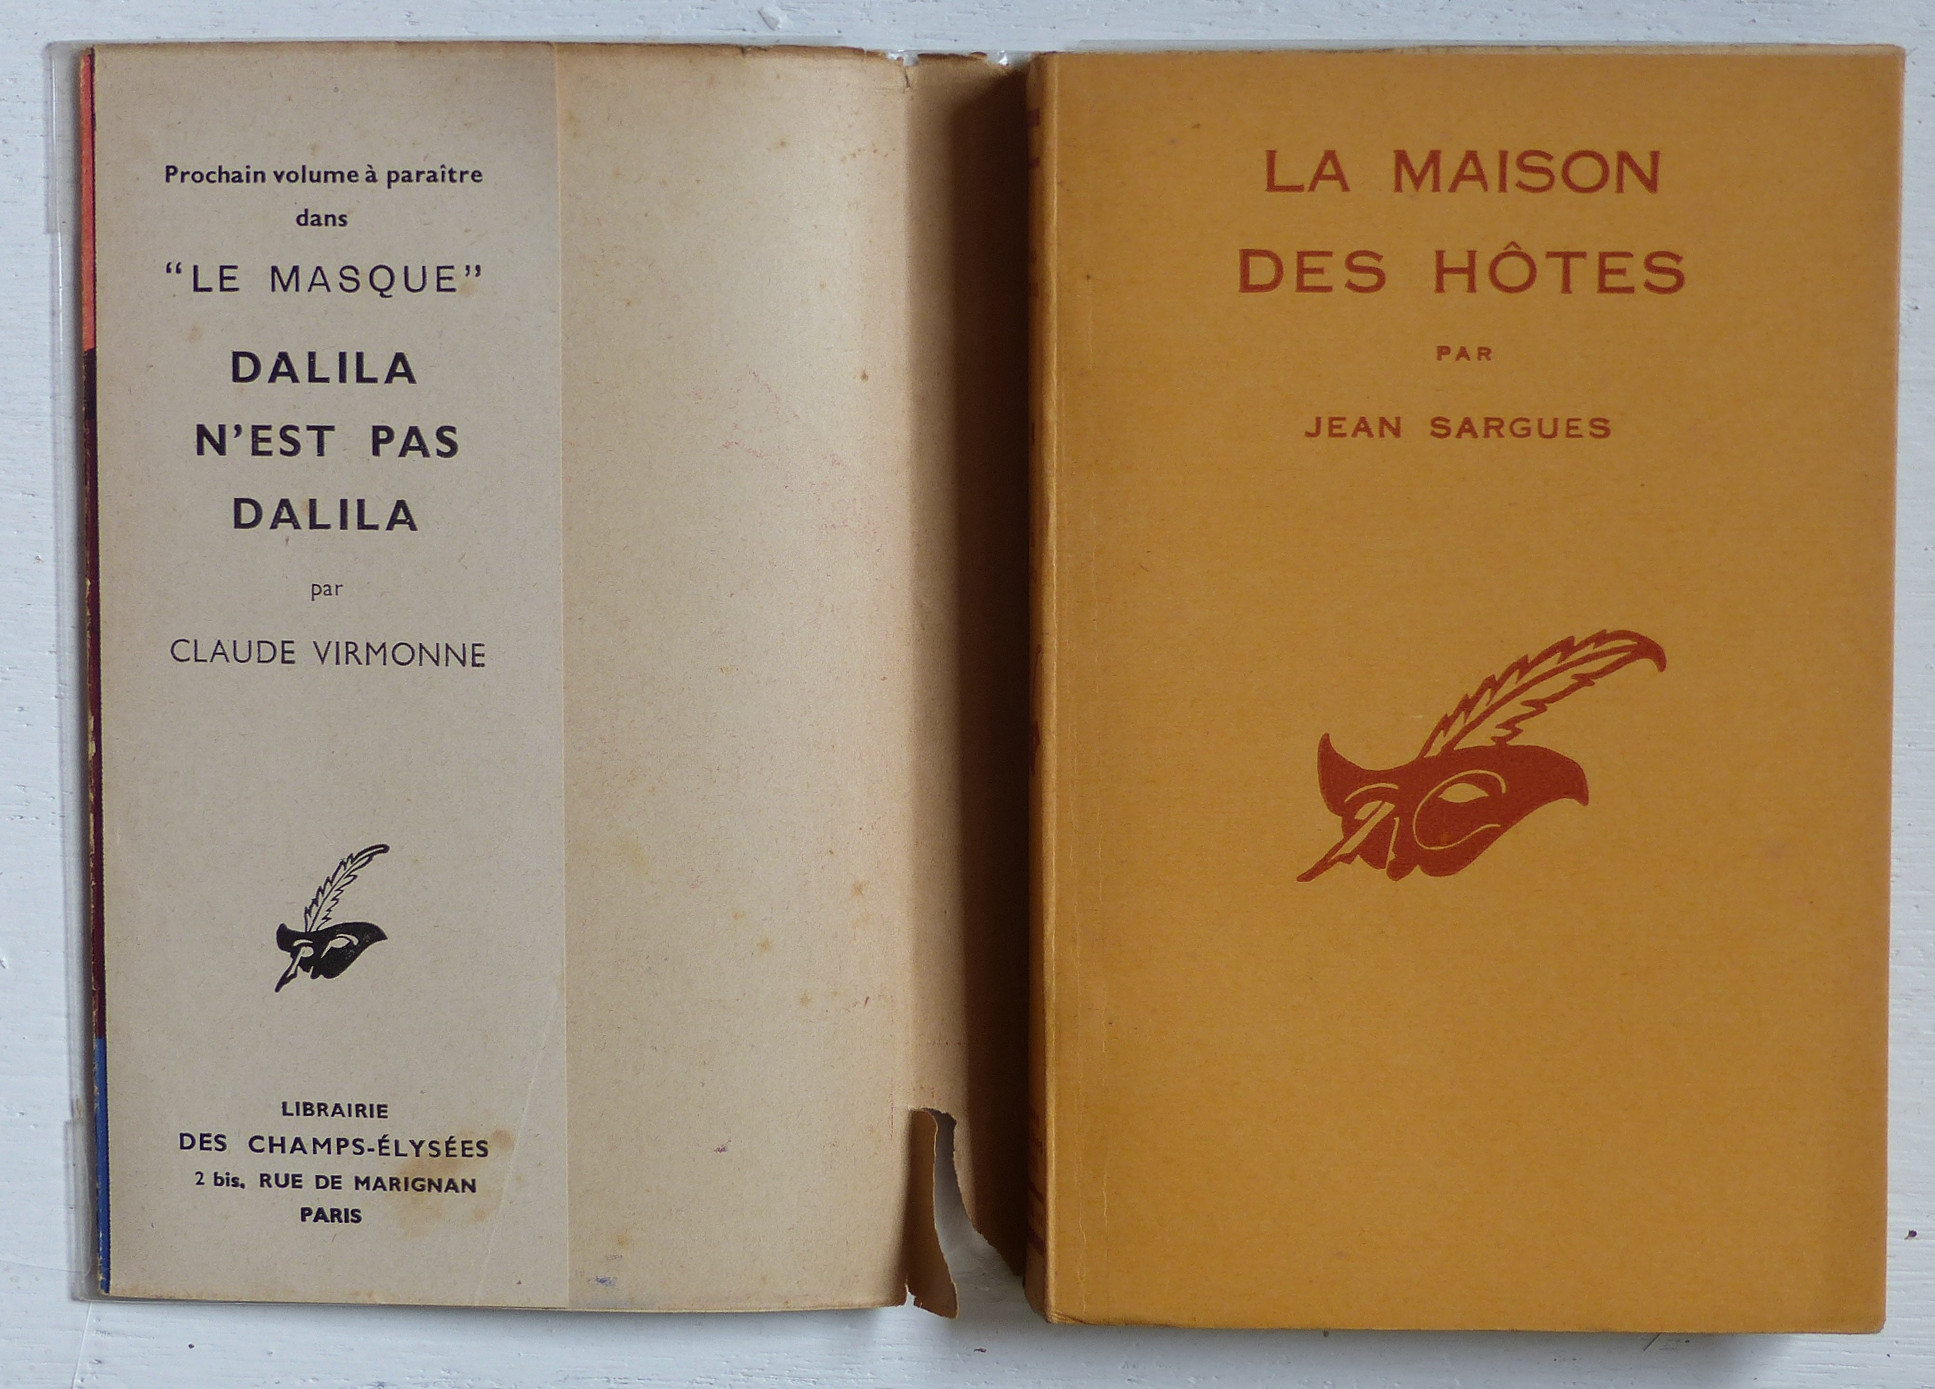 Prochain volume à paraître
dans
“LE MASQUE”
DALILA
N’EST PAS
DALILA
par
CLAUDE VIRMONNE
LIBRAIRIE
DES CHAMPS-ÉLYSÉES
2 bis, RUE DE MARIGNAN
PARIS
LA MAISON
DES HÔTES
PAR
JEAN SARGUES